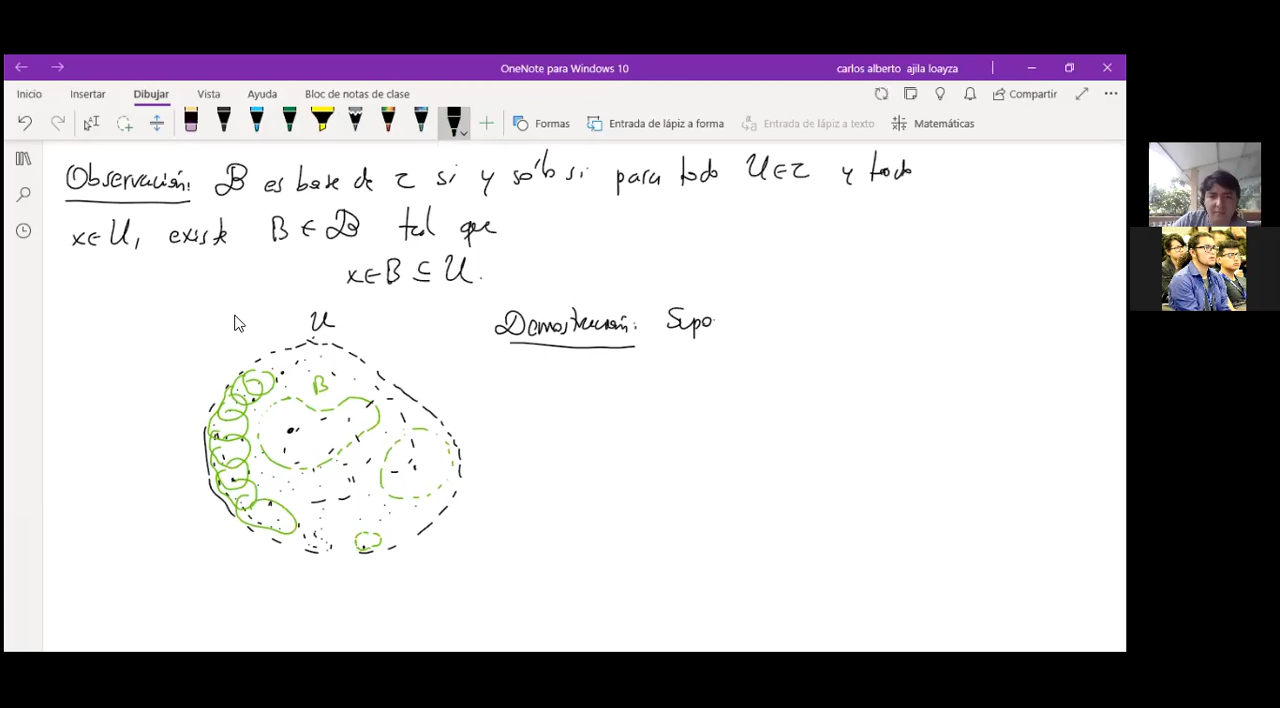 OneNote para Windows 10
carlos alberto ajila loayza
Inicio Insertar Dibujar Vista Ayuda Bloc de notas de clase
Compartir
Formas Entrada de lápiz a forma Entrada de lápiz a texto Matemáticas
Observación: ℬ es base de τ si y sólo si para todo U∈τ y todo
x∈U, existe B ∈ ℬ tal que
x∈B ⊆ U.
U
Demostración: Supo
B